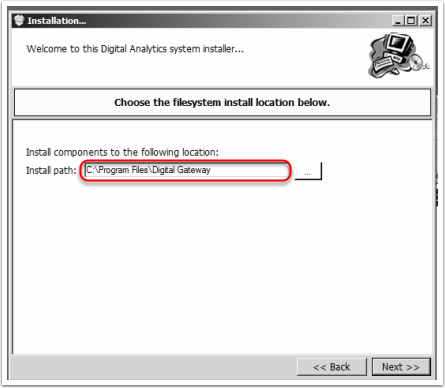 Installation...
Welcome to this Digital Analytics system installer...
Choose the filesystem install location below.
Install components to the following location:
Install path: C:\Program Files\Digital Gateway ...
<< Back Next >>